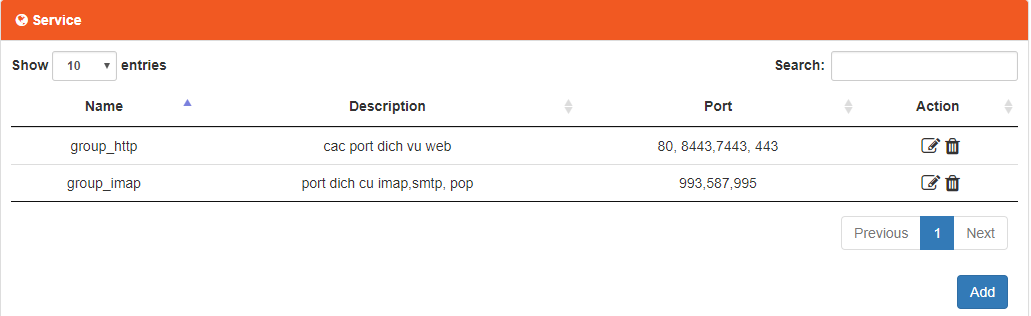 Service
Show 10 entries Search:
Name Description Port Action
group_http cac port dich vu web 80, 8443,7443, 443
group_imap port dich cu imap,smtp, pop 993,587,995
Previous 1 Next
Add